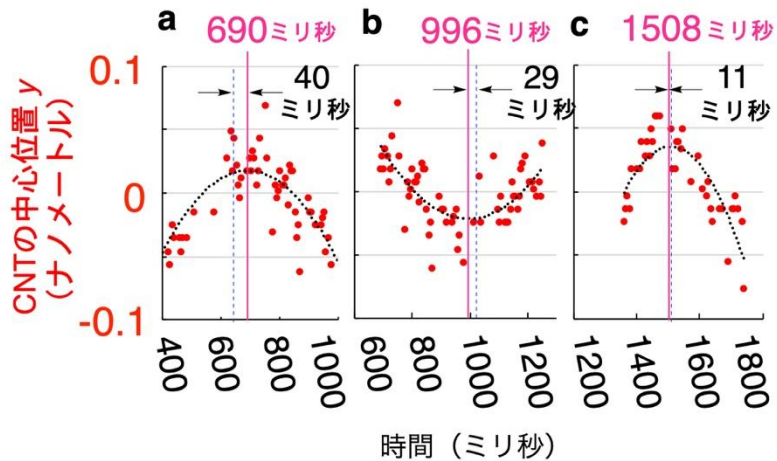 a 690ミリ秒
b 996ミリ秒
c 1508ミリ秒
CNTの中心位置 y
(ナノメートル)
0.1
0
-0.1
40
ミリ秒
29
ミリ秒
11
ミリ秒
400 600 800 1000
600 800 1000 1200
1200 1400 1600 1800
時間(ミリ秒)